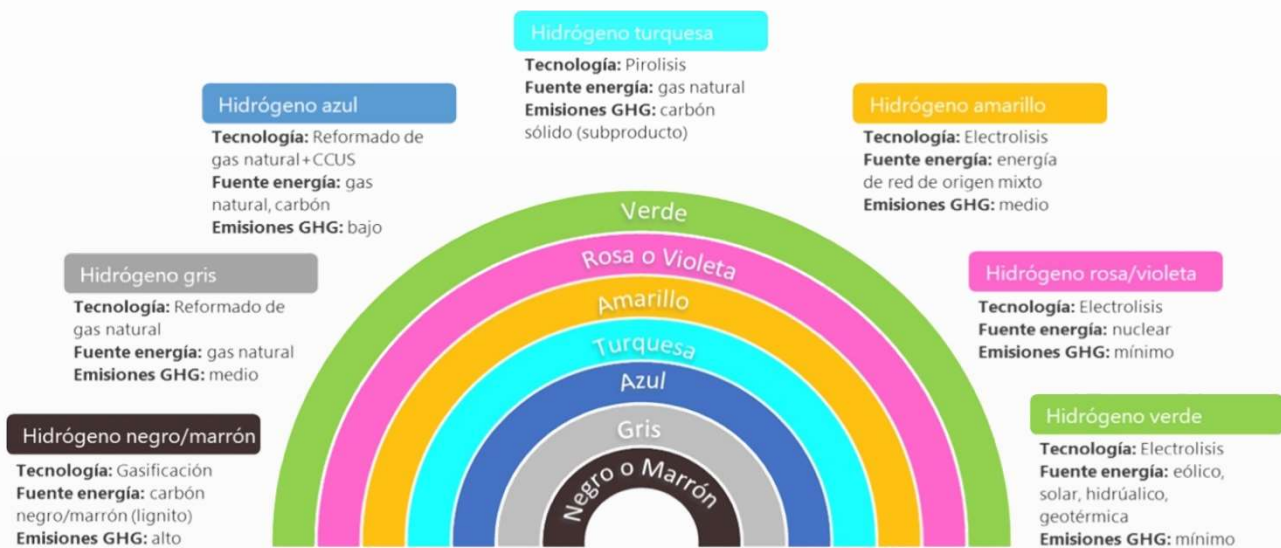 Hidrógeno turquesa
Tecnología: Pirolisis
Fuente energía: gas natural
Emisiones GHG: carbón
sólido (subproducto)
Hidrógeno azul
Tecnología: Reformado de
gas natural+CCUS
Fuente energía: gas
natural, carbón
Emisiones GHG: bajo
Hidrógeno amarillo
Tecnología: Electrolisis
Fuente energía: energía
de red de origen mixto
Emisiones GHG: medio
Hidrógeno gris
Tecnología: Reformado de
gas natural
Fuente energía: gas natural
Emisiones GHG: medio
Hidrógeno rosa/violeta
Tecnología: Electrolisis
Fuente energía: nuclear
Emisiones GHG: mínimo
Hidrógeno negro/marrón
Tecnología: Gasificación
Fuente energía: carbón
negro/marrón (lignito)
Emisiones GHG: alto
Hidrógeno verde
Tecnología: Electrolisis
Fuente energía: eólico,
solar, hidrúalico,
geotérmica
Emisiones GHG: mínimo
Verde
Rosa o Violeta
Amarillo
Turquesa
Azul
Gris
Negro o Marrón